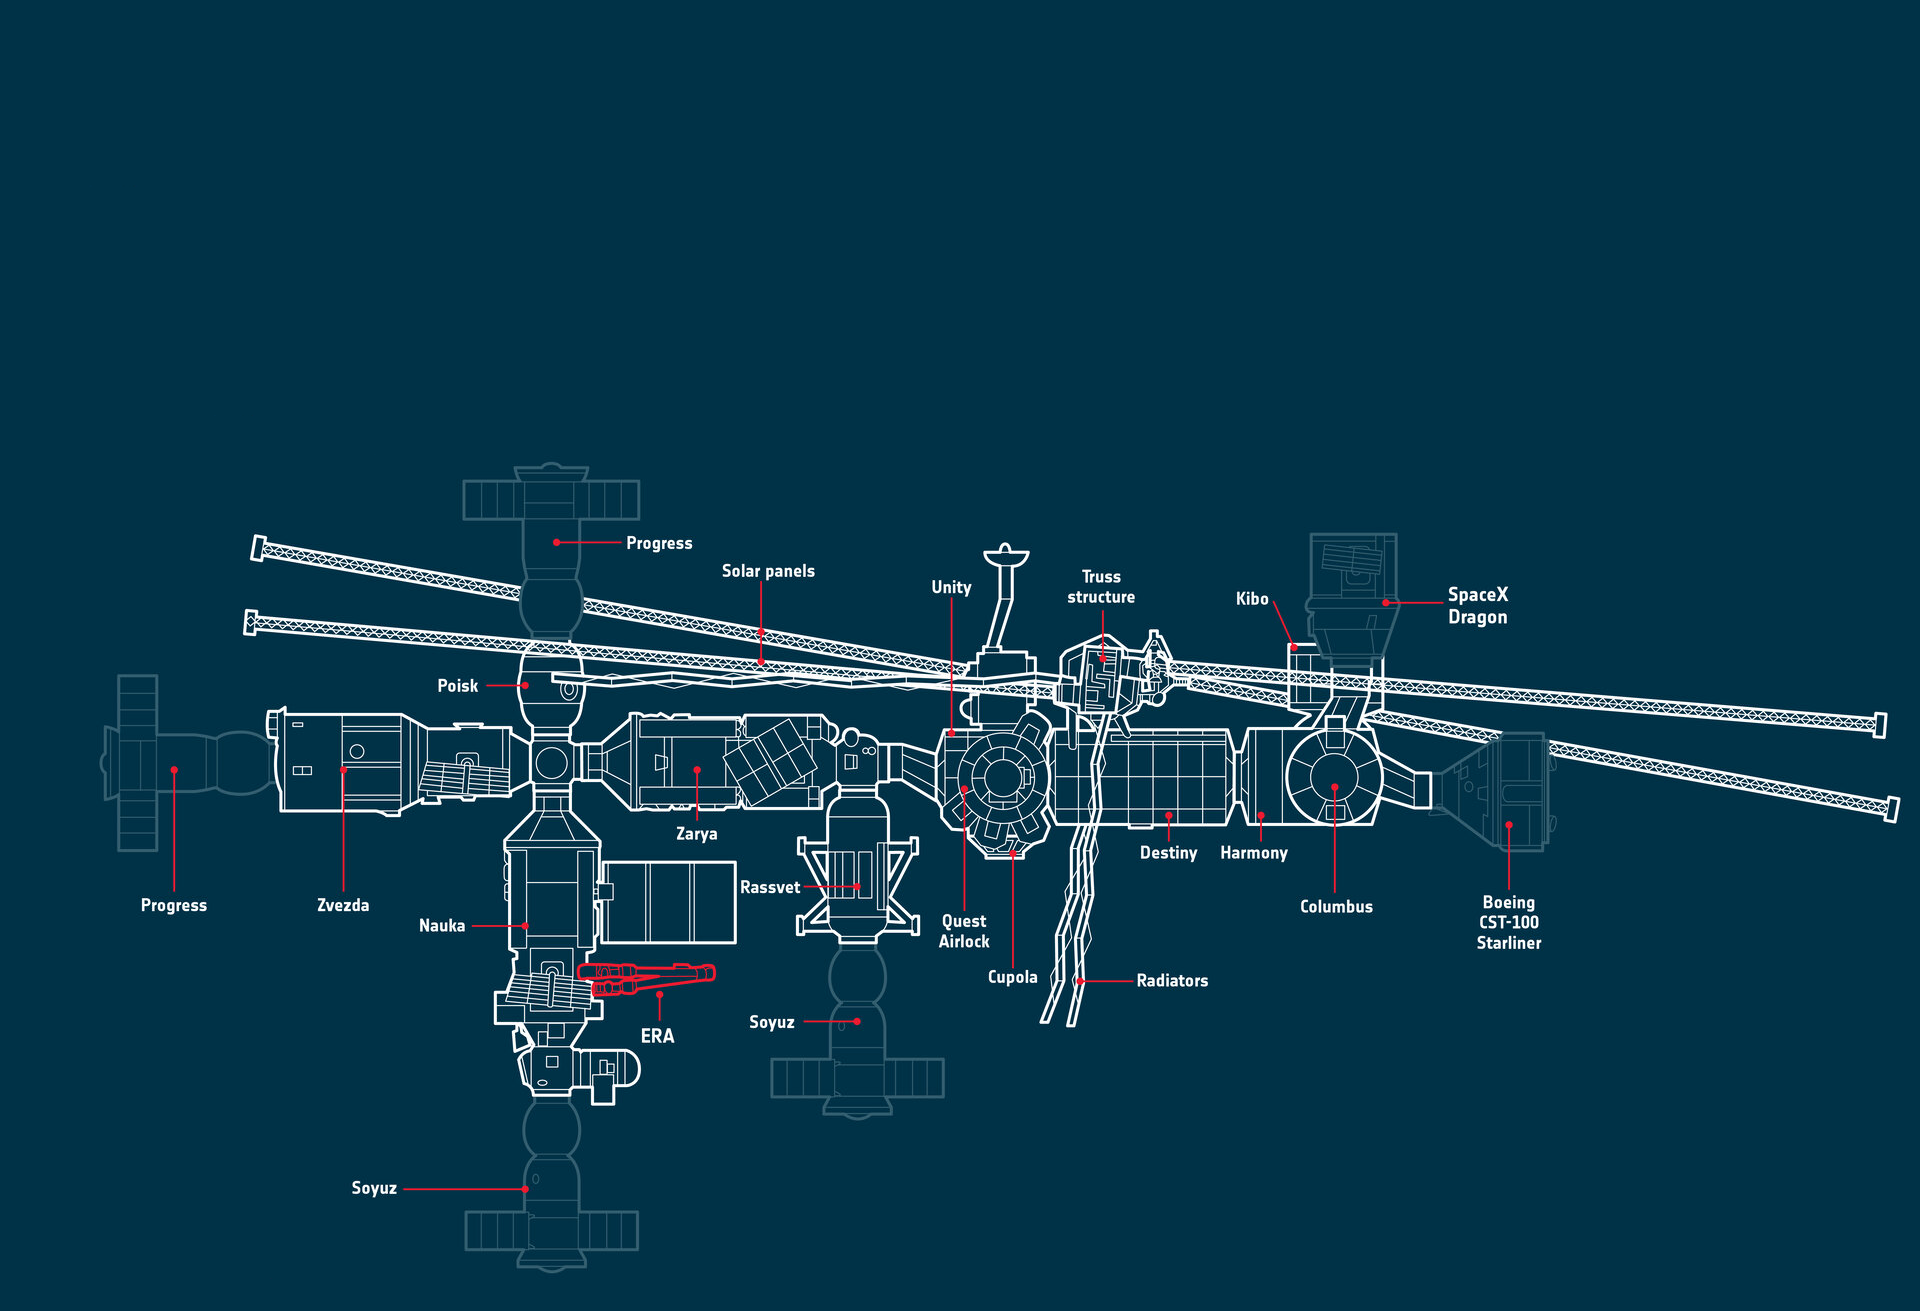 Progress
Solar panels
Unity
Truss
structure
Kibo
SpaceX
Dragon
Poisk
Zarya
Destiny
Harmony
Rassvet
Progress
Zvezda
Nauka
Quest
Airlock
Columbus
Boeing
CST-100
Starliner
Cupola
Radiators
Soyuz
ERA
Soyuz